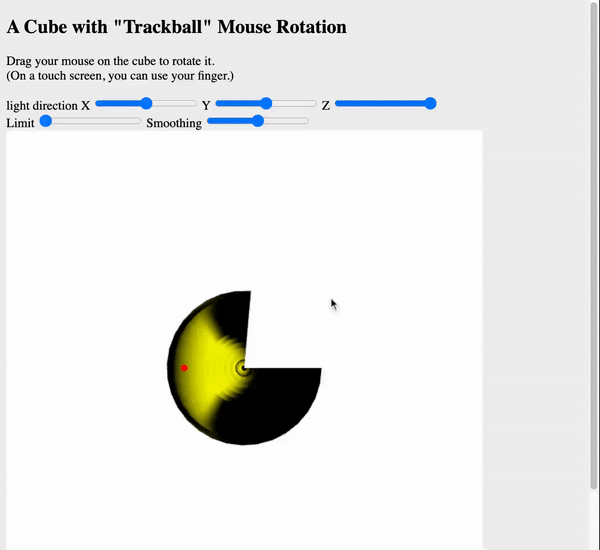 A Cube with "Trackball" Mouse Rotation
Drag your mouse on the cube to rotate it.
(On a touch screen, you can use your finger.)
light direction X Y Z
Limit Smoothing